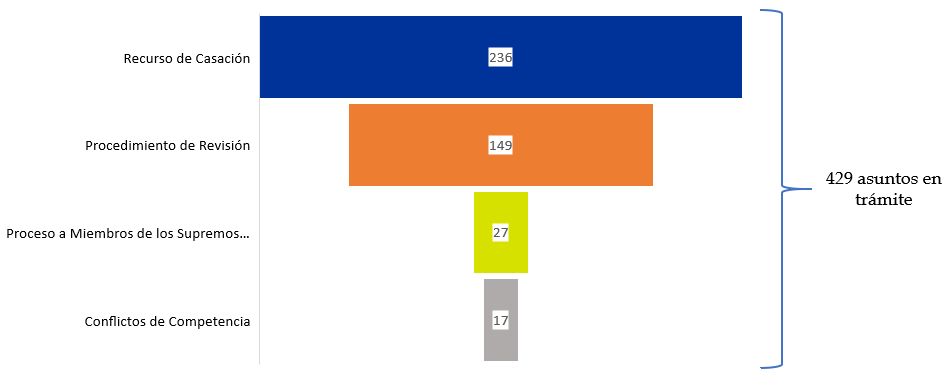 Recurso de Casación
236
Procedimiento de Revisión
149
Proceso a Miembros de los Supremos...
27
Conflictos de Competencia
17
429 asuntos en
trámite